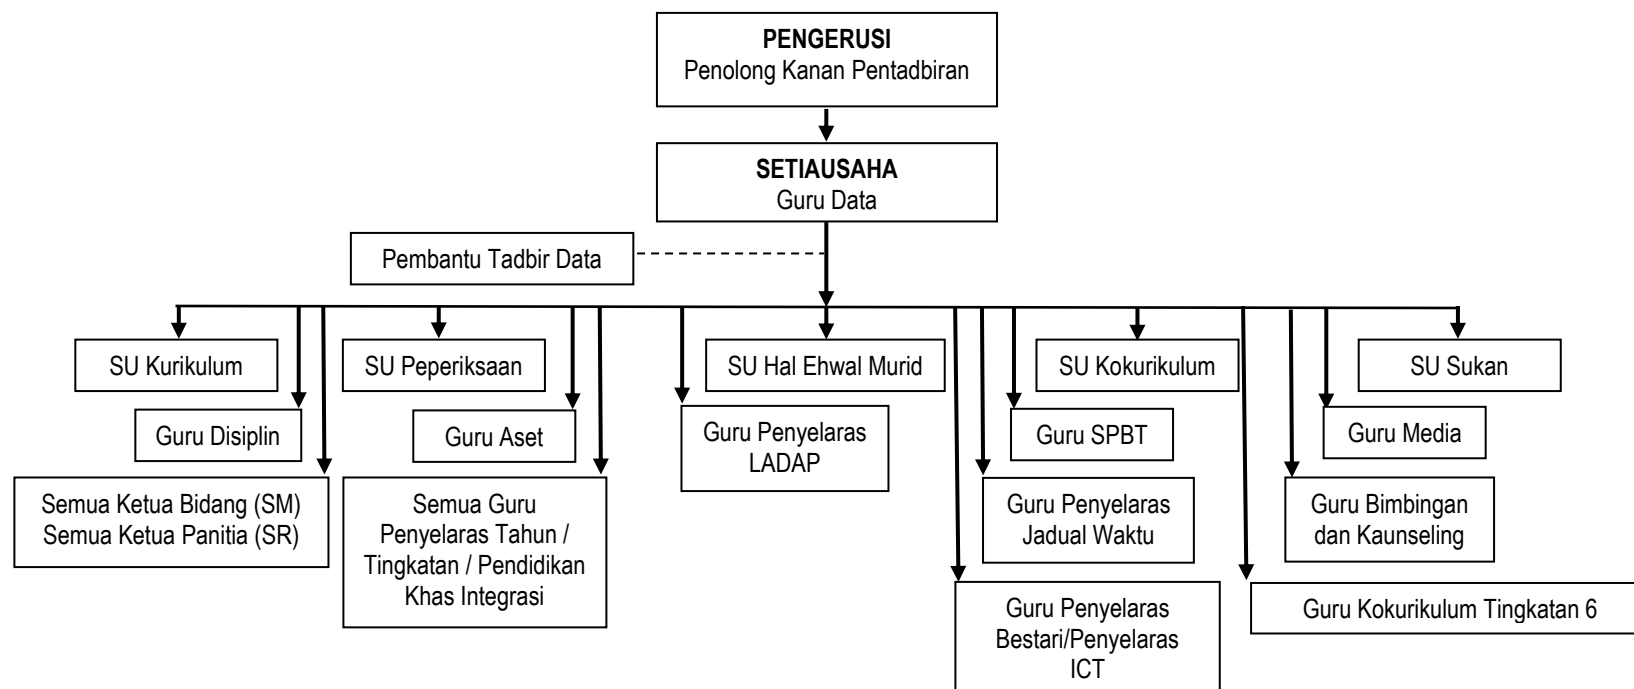 PENGERUSI
Penolong Kanan Pentadbiran
SETIAUSAHA
Guru Data
Pembantu Tadbir Data
SU Kurikulum
SU Peperiksaan
SU Hal Ehwal Murid
SU Kokurikulum
SU Sukan
Guru Disiplin
Guru Aset
Guru Penyelaras
LADAP
Guru SPBT
Guru Media
Semua Ketua Bidang (SM)
Semua Ketua Panitia (SR)
Semua Guru
Penyelaras Tahun /
Tingkatan / Pendidikan
Khas Integrasi
Guru Penyelaras
Jadual Waktu
Guru Bimbingan
dan Kaunseling
Guru Penyelaras
Bestari/Penyelaras
ICT
Guru Kokurikulum Tingkatan 6